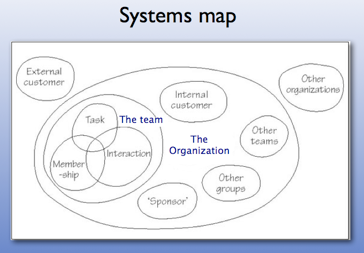 Systems map
External
customer
Other
organizations
Internal
customer
Task
The team
The
Organization
Other
teams
Interaction
Member
-ship
Other
groups
'Sponsor'